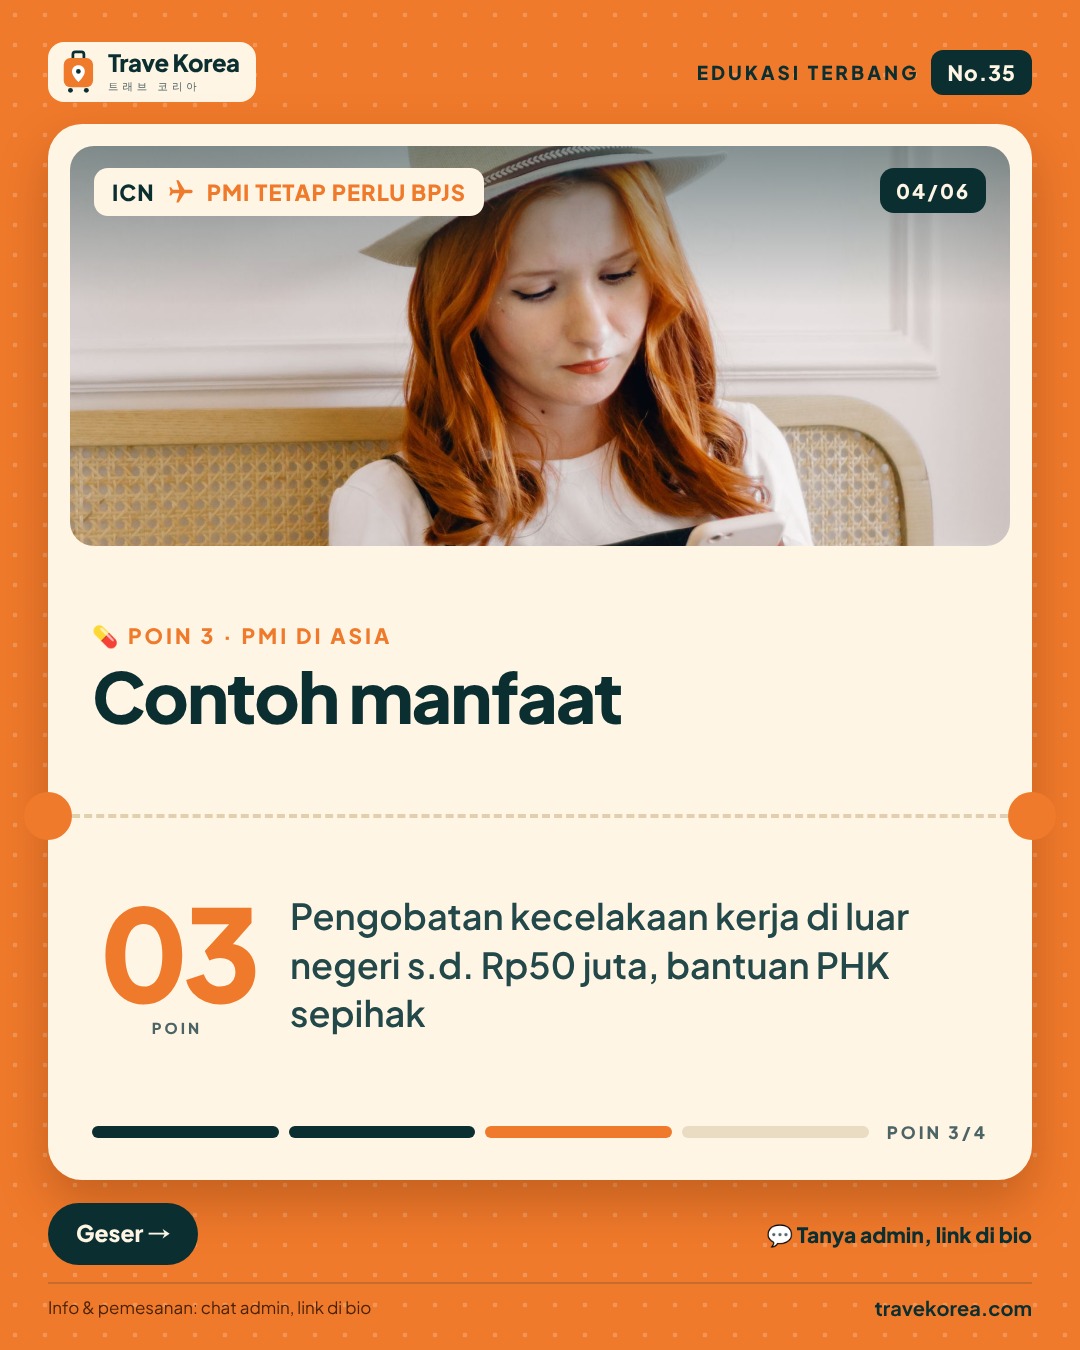 Trave Korea
트래브 코리아
EDUKASI TERBANG
No.35
ICN ✈ PMI TETAP PERLU BPJS
04/06
💊 POIN 3 · PMI DI ASIA
Contoh manfaat
03
POIN
Pengobatan kecelakaan kerja di luar
negeri s.d. Rp50 juta, bantuan PHK
sepihak
POIN 3/4
Geser →
💬 Tanya admin, link di bio
Info & pemesanan: chat admin, link di bio
travekorea.com